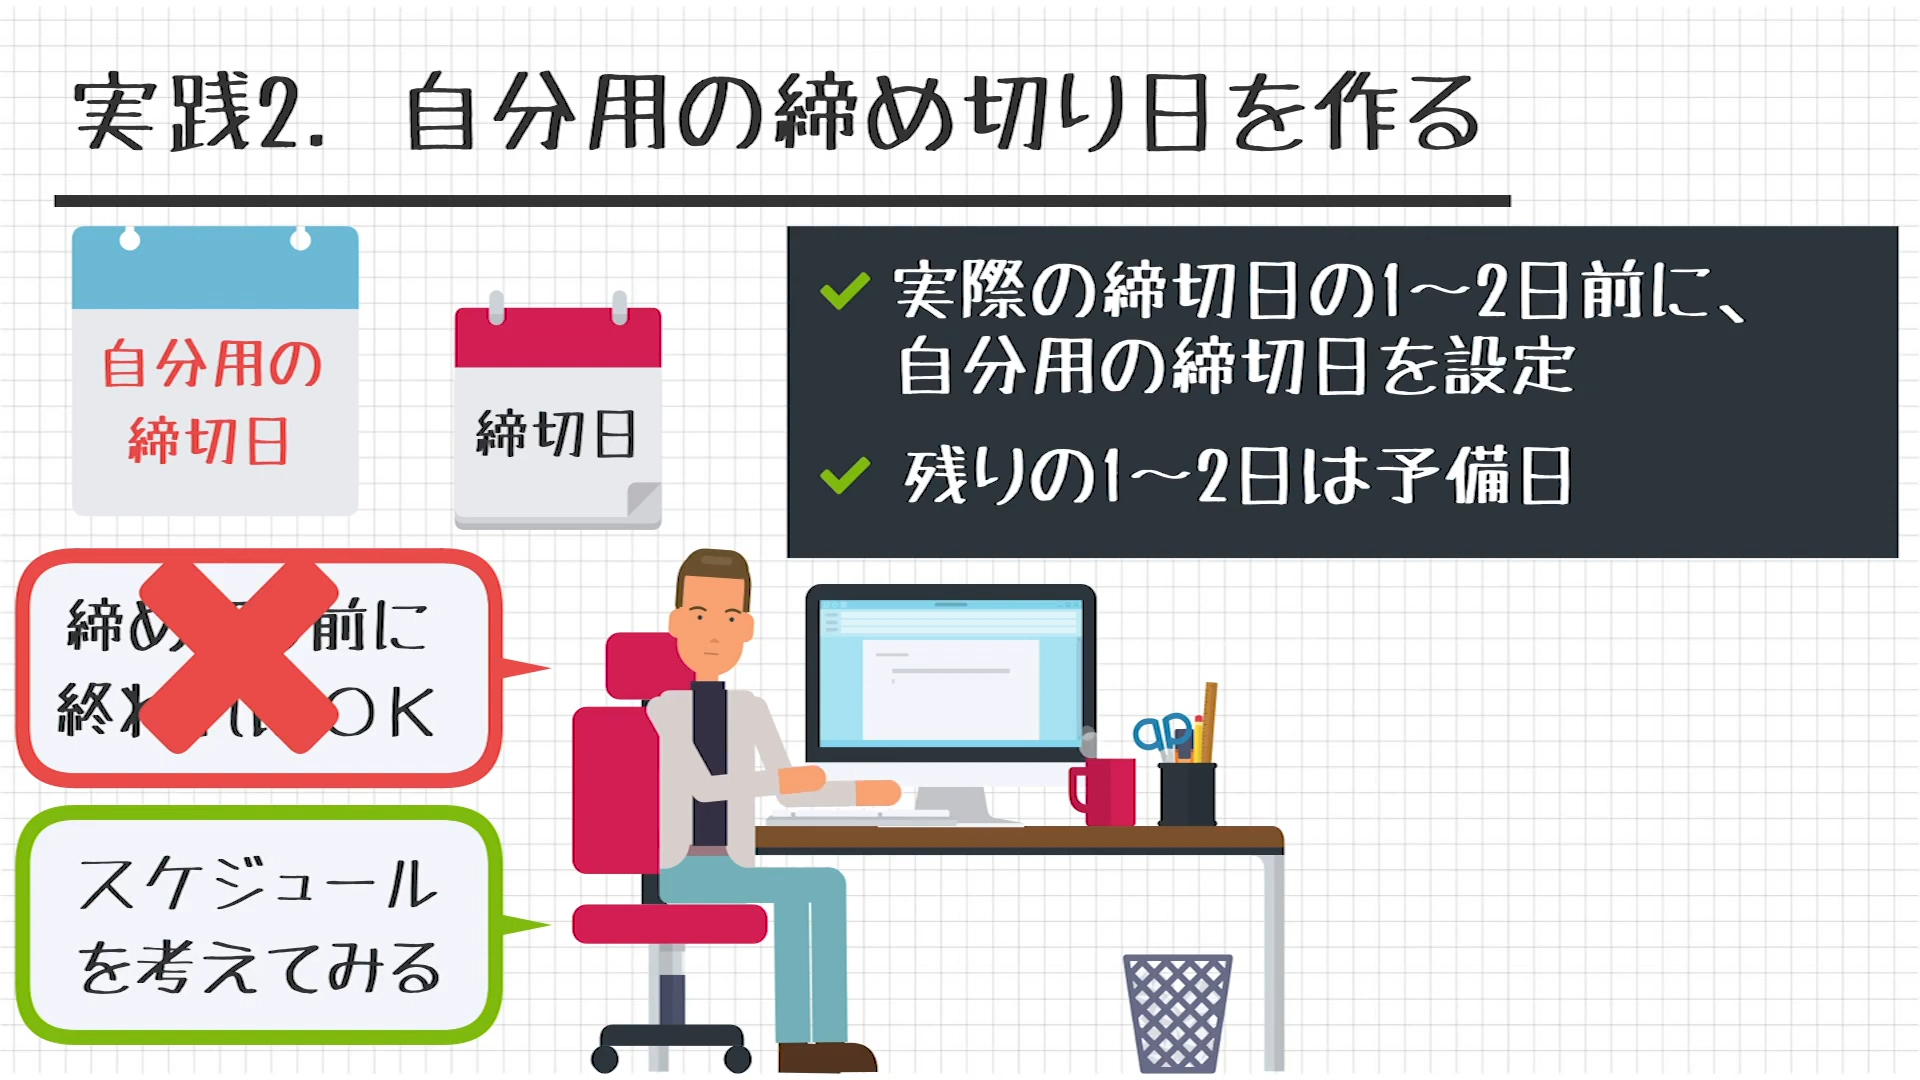 実践2. 自分用の締め切り日を作る
自分用の
締切日
締切日
実際の締切日の1〜2日前に、
自分用の締切日を設定
残りの1〜2日は予備日
締め 前に
終わ OK
スケジュール
を考えてみる